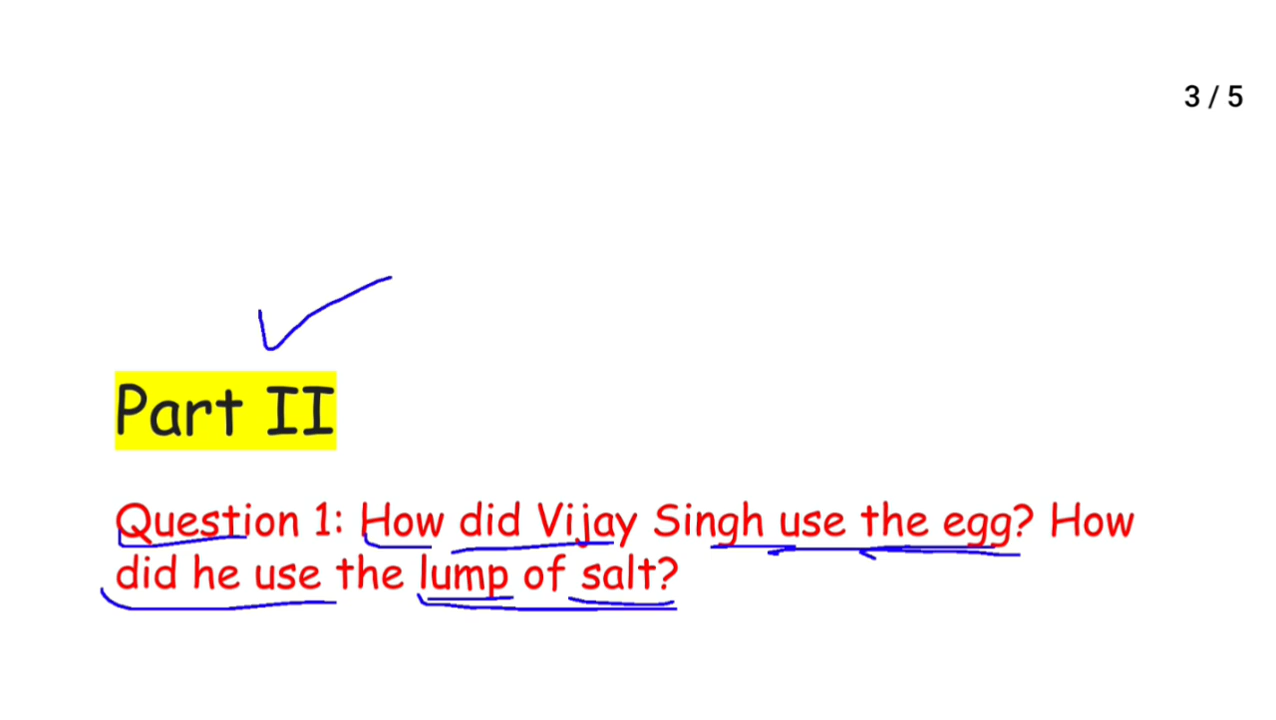 3 / 5
Part II
Question 1: How did Vijay Singh use the egg? How
did he use the lump of salt?